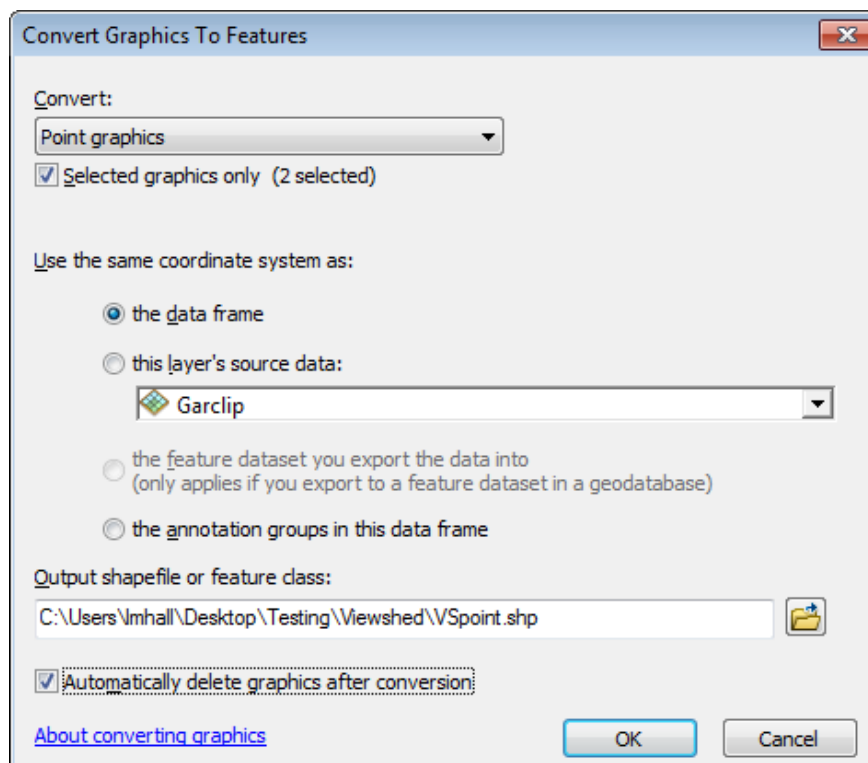 Convert Graphics To Features
Convert:
Point graphics
Selected graphics only (2 selected)
Use the same coordinate system as:
the data frame
this layer's source data:
Garclip
the feature dataset you export the data into
(only applies if you export to a feature dataset in a geodatabase)
the annotation groups in this data frame
Output shapefile or feature class:
C:\Users\lmhall\Desktop\Testing\Viewshed\VSpoint.shp
Automatically delete graphics after conversion
About converting graphics
OK
Cancel